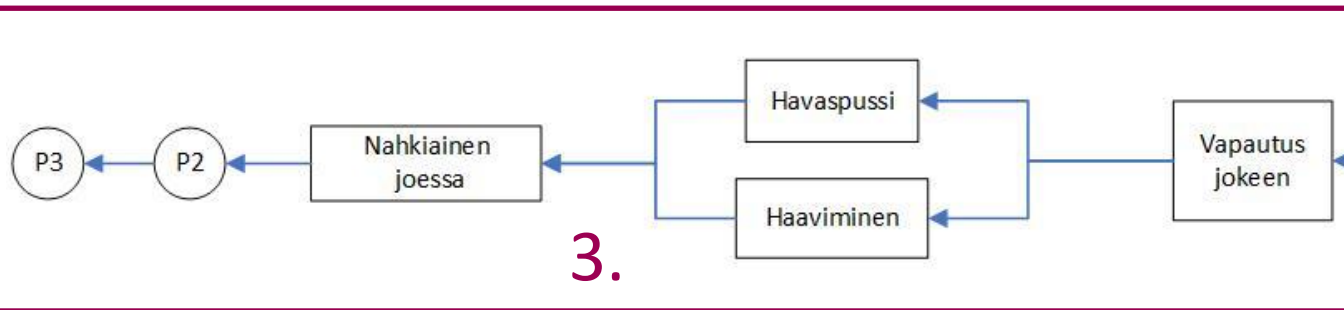 P3
P2
Nahkiainen
joessa
Havaspussi
Haaviminen
Vapautus
jokeen
3.